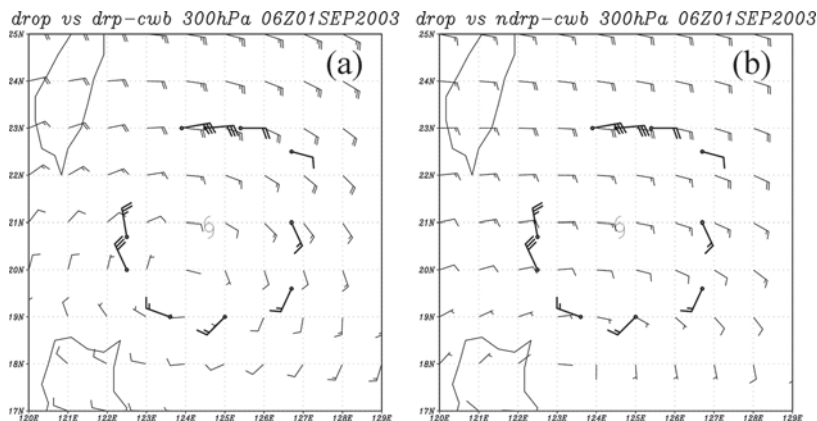 drop vs drp-cwb 300hPa 06Z01SEP2003
(a)
25N
24N
23N
22N
21N
20N
19N
18N
17N
120E 121E 122E 123E 124E 125E 126E 127E 128E 129E
drop vs ndrp-cwb 300hPa 06Z01SEP2003
(b)
25N
24N
23N
22N
21N
20N
19N
18N
17N
120E 121E 122E 123E 124E 125E 126E 127E 128E 129E